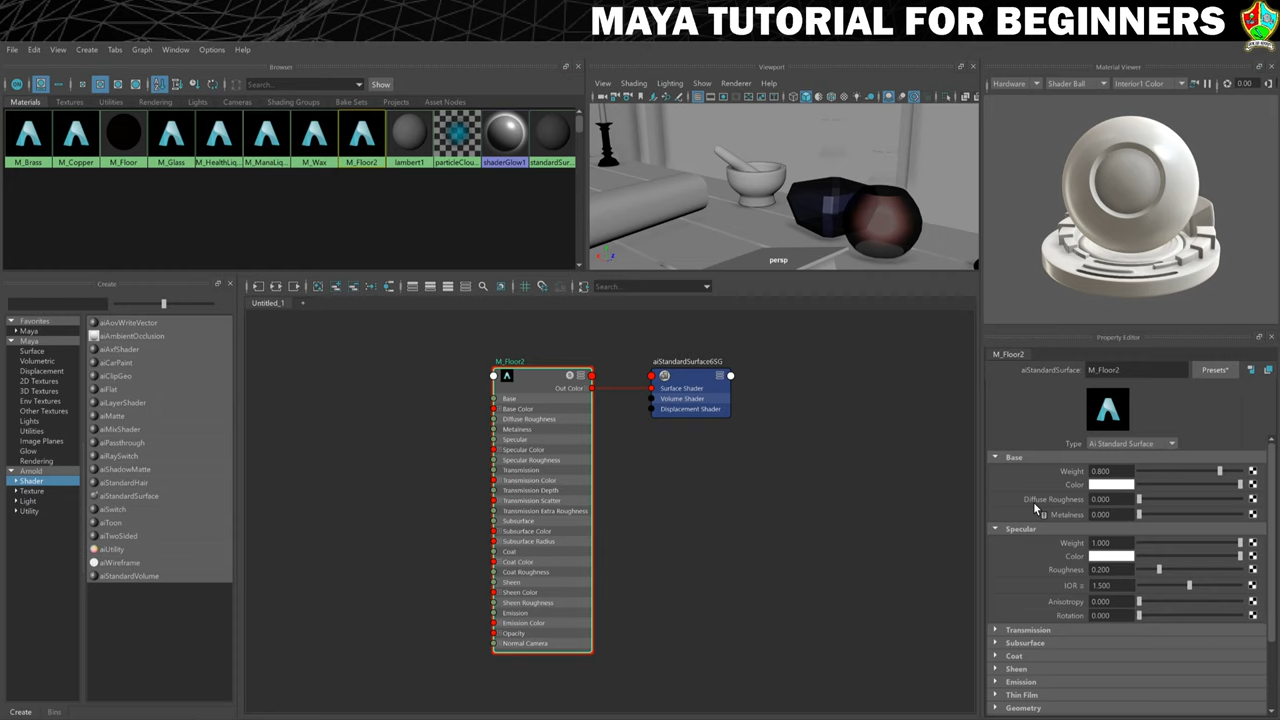 MAYA TUTORIAL FOR BEGINNERS
File Edit View Create Tabs Graph Window Options Help
Browser
Search... Show
Materials Textures Utilities Rendering Lights Cameras Shading Groups Bake Sets Projects Asset Nodes
M_Brass M_Copper M_Floor M_Glass M_HealthLiq... M_ManaLiq... M_Wax M_Floor2 lambert1 particleClou... shaderGlow1 standardSur...
Viewport
View Shading Lighting Show Renderer Help
persp
Material Viewer
Hardware Shader Ball Interior1 Color 0.00
Create
Favorites
Maya
Maya
Surface
Volumetric
Displacement
2D Textures
3D Textures
Env Textures
Other Textures
Lights
Utilities
Image Planes
Glow
Rendering
Arnold
Shader
Texture
Light
Utility
aiAovWriteVector
aiAmbientOcclusion
aiAxfShader
aiCarPaint
aiClipGeo
aiFlat
aiLayerShader
aiMatte
aiMixShader
aiPassthrough
aiRaySwitch
aiShadowMatte
aiStandardHair
aiStandardSurface
aiSwitch
aiToon
aiTwoSided
aiUtility
aiWireframe
aiStandardVolume
Create Bins
Search...
Untitled_1 +
M_Floor2
Out Color
Base
Base Color
Diffuse Roughness
Metalness
Specular
Specular Color
Specular Roughness
Transmission
Transmission Color
Transmission Depth
Transmission Scatter
Transmission Extra Roughness
Subsurface
Subsurface Color
Subsurface Radius
Coat
Coat Color
Coat Roughness
Sheen
Sheen Color
Sheen Roughness
Emission
Emission Color
Opacity
Normal Camera
aiStandardSurface6SG
Surface Shader
Volume Shader
Displacement Shader
Property Editor
M_Floor2
aiStandardSurface: M_Floor2 Presets*
Type Ai Standard Surface
Base
Weight 0.800
Color
Diffuse Roughness 0.000
Metalness 0.000
Specular
Weight 1.000
Color
Roughness 0.200
IOR 1.500
Anisotropy 0.000
Rotation 0.000
Transmission
Subsurface
Coat
Sheen
Emission
Thin Film
Geometry